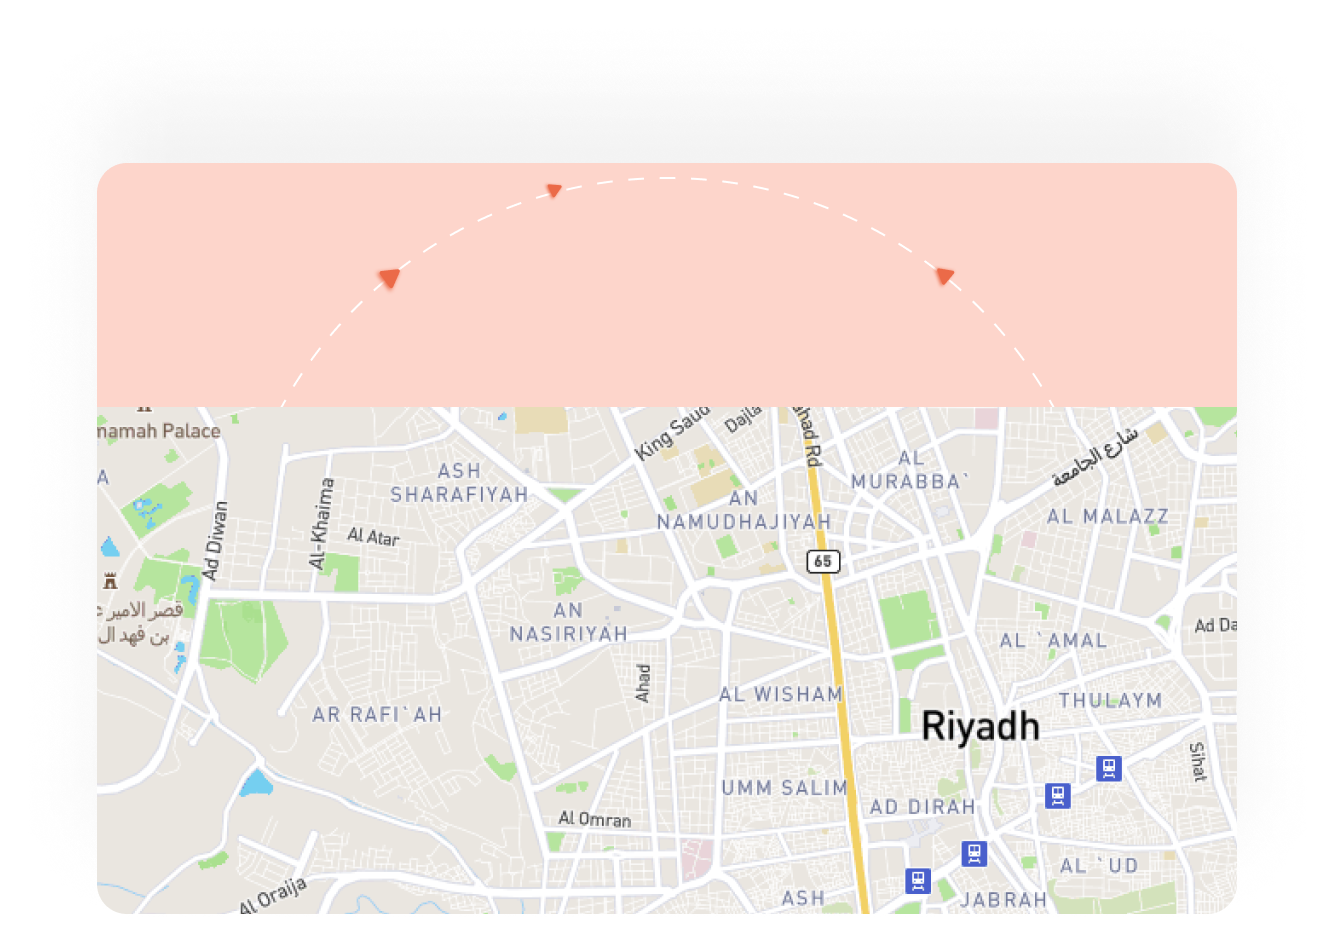 King Saud
Dajla
ahad Rd
mamah Palace
ASH
SHARAFIYAH
AL
MURABBA`
شارع الجامعة
A
AN
NAMUDHAJIYAH
AL MALAZZ
Ad Diwan
Al-Khaima
Al Atar
65
قصر الامير ع
بن فهد ال
AN
NASIRIYAH
AL `AMAL
Ad Da
Ahad
AL WISHAM
THULAYM
AR RAFI`AH
Riyadh
Sihat
UMM SALIM
AD DIRAH
Al Omran
AL `UD
Al Oraija
ASH
JABRAH